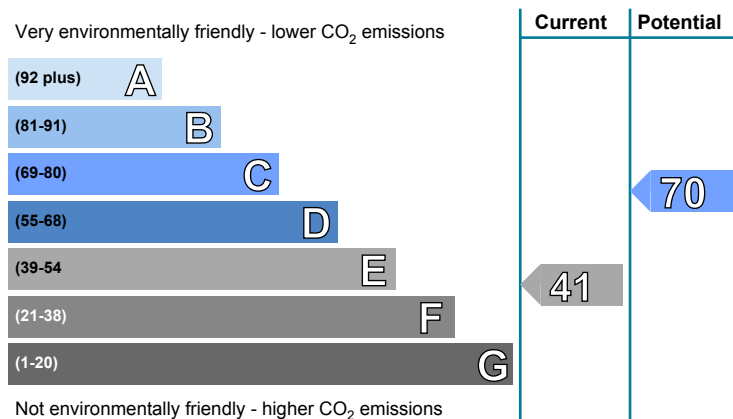 Current Potential
Very environmentally friendly - lower CO2 emissions
(92 plus) A
(81-91) B
(69-80) C
70
(55-68) D
(39-54 E
41
(21-38) F
(1-20) G
Not environmentally friendly - higher CO2 emissions